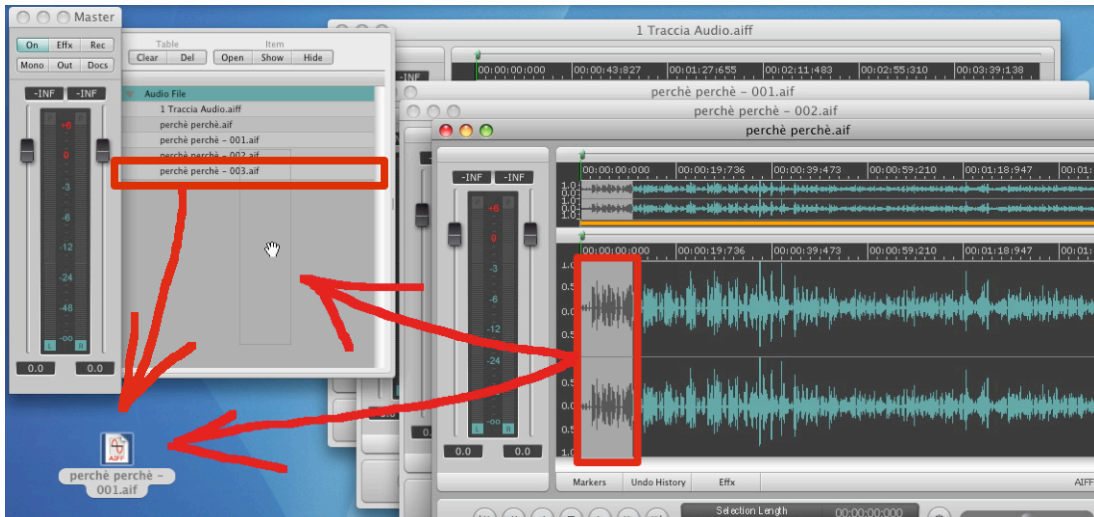 Master
On Effx Rec
Mono Out Docs
-INF -INF
+6
0
-3
-6
-12
-24
-48
-oo
L R
0.0 0.0
Table Item
Clear Del Open Show Hide
Audio File
1 Traccia Audio.aiff
perchè perchè.aif
perchè perchè - 001.aif
perchè perchè - 002.aif
perchè perchè - 003.aif
AIFF
perchè perchè -
001.aif
1 Traccia Audio.aiff
-INF
00:00:00:000 00:00:43:827 00:01:27:655 00:02:11:483 00:02:55:310 00:03:39:138
perchè perchè - 001.aif
perchè perchè - 002.aif
perchè perchè.aif
-INF -INF
+6
0
-3
-6
-12
-24
-oo
L R
0.0 0.0
00:00:00:000 00:00:19:736 00:00:39:473 00:00:59:210 00:01:18:947 00:01:
00:00:00:000 00:00:19:736 00:00:39:473 00:00:59:210 00:01:18:947 00:01:
Markers Undo History Effx AIFF
Selection Length 00:00:00:000